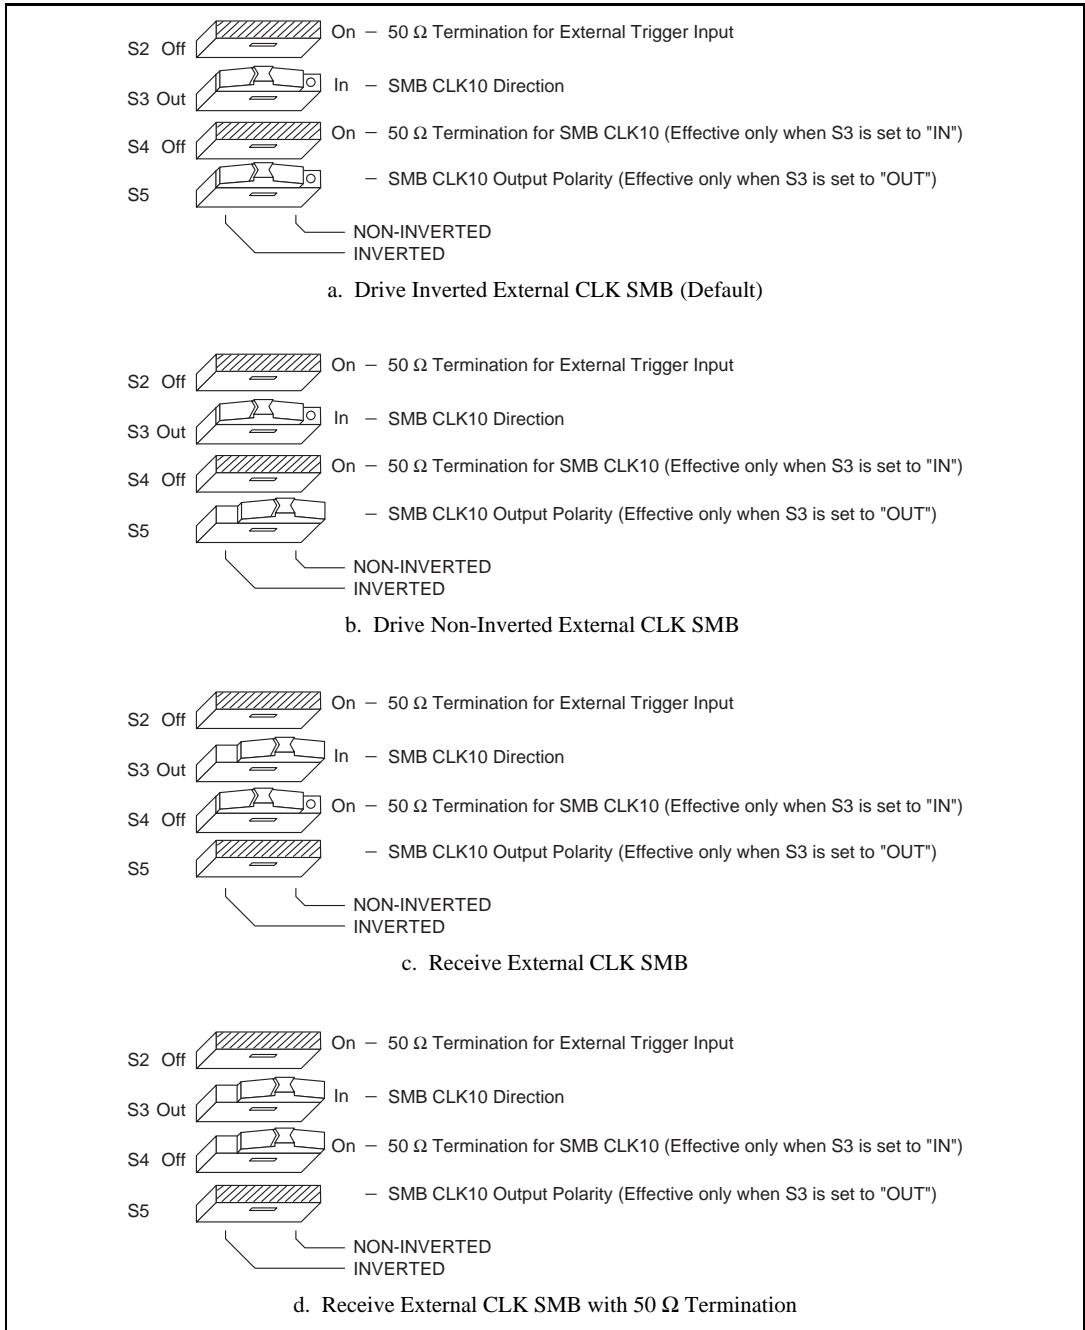 On – 50 Ω Termination for External Trigger Input
S2 Off
In – SMB CLK10 Direction
S3 Out
On – 50 Ω Termination for SMB CLK10 (Effective only when S3 is set to "IN")
S4 Off
– SMB CLK10 Output Polarity (Effective only when S3 is set to "OUT")
S5
NON-INVERTED
INVERTED
a. Drive Inverted External CLK SMB (Default)
On – 50 Ω Termination for External Trigger Input
S2 Off
In – SMB CLK10 Direction
S3 Out
On – 50 Ω Termination for SMB CLK10 (Effective only when S3 is set to "IN")
S4 Off
– SMB CLK10 Output Polarity (Effective only when S3 is set to "OUT")
S5
NON-INVERTED
INVERTED
b. Drive Non-Inverted External CLK SMB
On – 50 Ω Termination for External Trigger Input
S2 Off
In – SMB CLK10 Direction
S3 Out
On – 50 Ω Termination for SMB CLK10 (Effective only when S3 is set to "IN")
S4 Off
– SMB CLK10 Output Polarity (Effective only when S3 is set to "OUT")
S5
NON-INVERTED
INVERTED
c. Receive External CLK SMB
On – 50 Ω Termination for External Trigger Input
S2 Off
In – SMB CLK10 Direction
S3 Out
On – 50 Ω Termination for SMB CLK10 (Effective only when S3 is set to "IN")
S4 Off
– SMB CLK10 Output Polarity (Effective only when S3 is set to "OUT")
S5
NON-INVERTED
INVERTED
d. Receive External CLK SMB with 50 Ω Termination